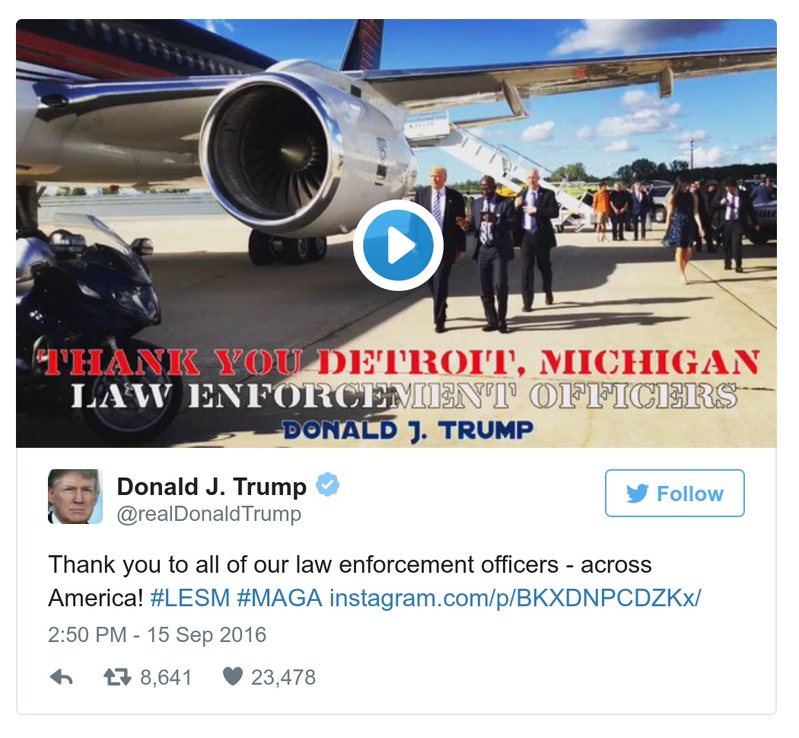 THANK YOU DETROIT, MICHIGAN
LAW ENFORCEMENT OFFICERS
DONALD J. TRUMP
Donald J. Trump
@realDonaldTrump
Follow
Thank you to all of our law enforcement officers - across
America! #LESM #MAGA instagram.com/p/BKXDNPCDZKx/
2:50 PM - 15 Sep 2016
8,641 23,478